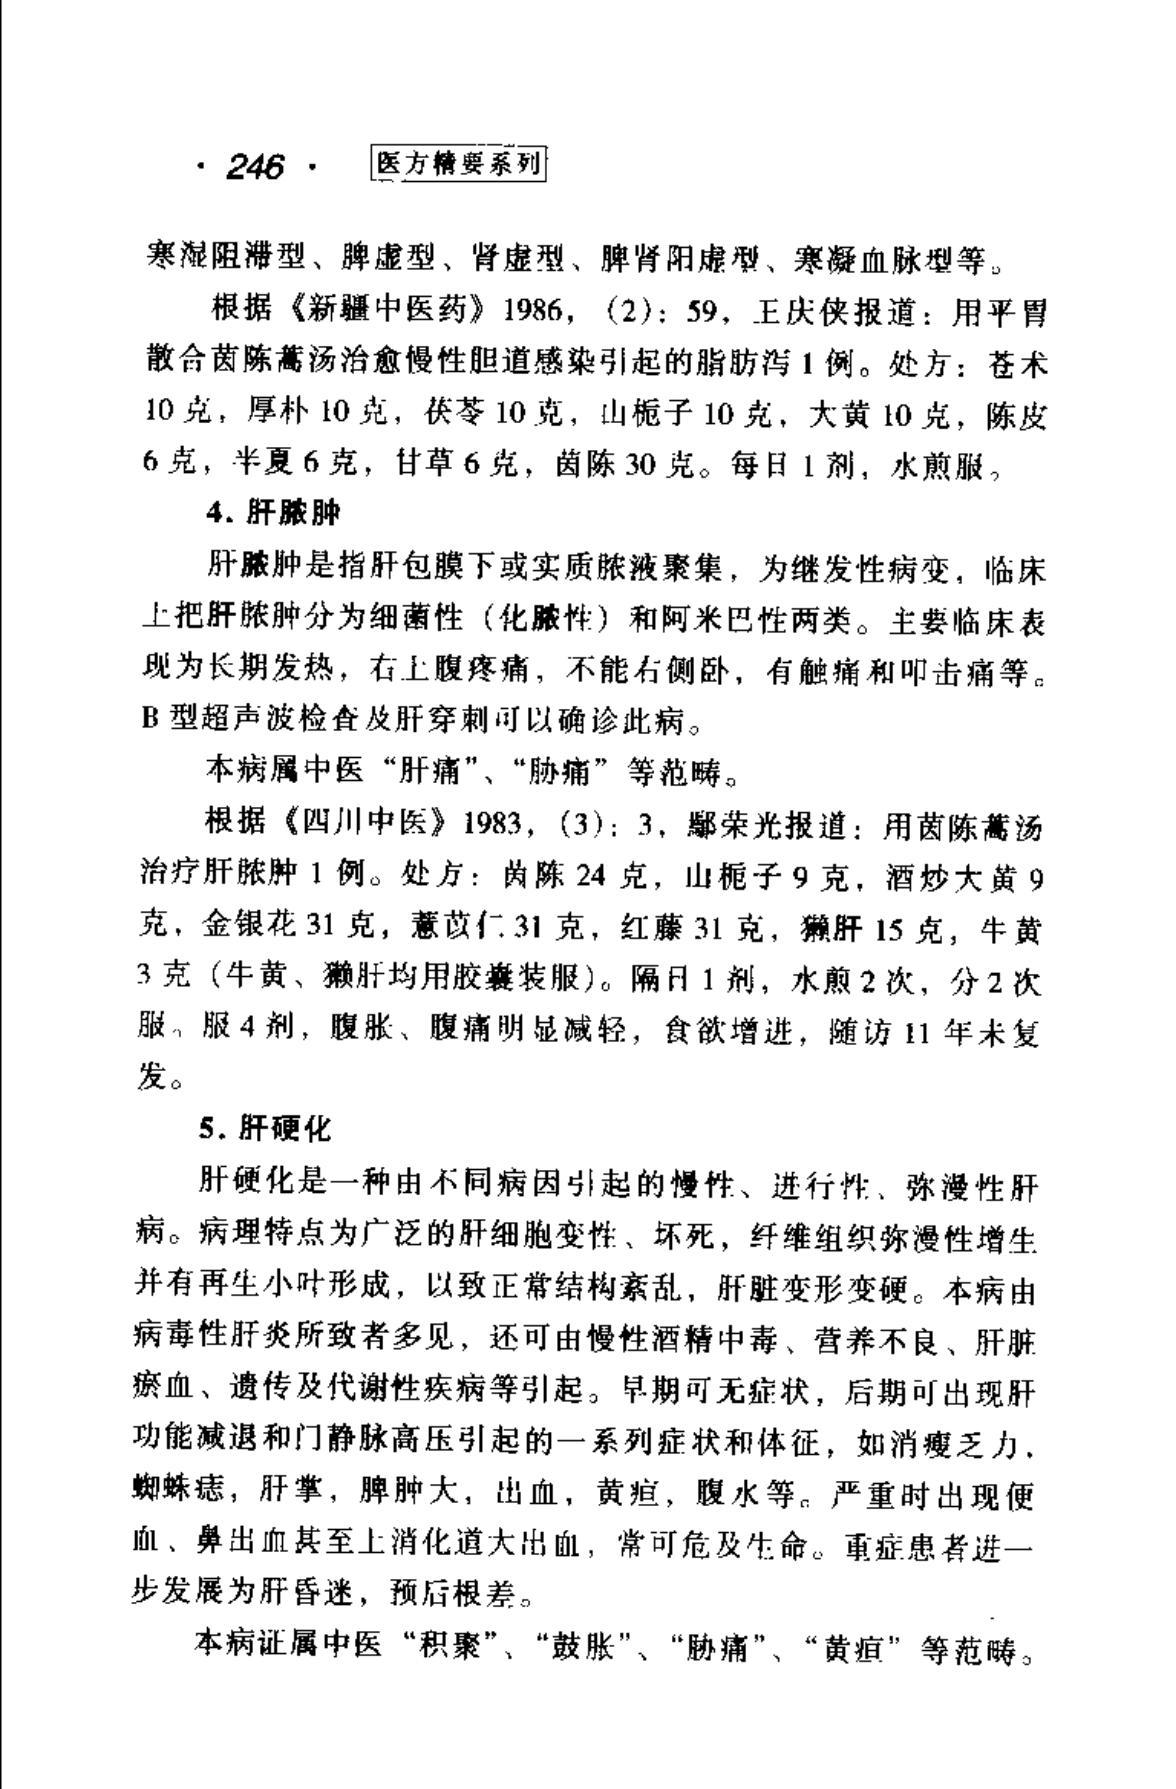 · 246 · 医方精要系列
寒湿阻滞型、脾虚型、肾虚型、脾肾阳虚型、寒凝血脉型等。
根据《新疆中医药》1986，（2）：59，王庆侠报道：用平胃
散合茵陈蒿汤治愈慢性胆道感染引起的脂肪泻 1 例。处方：苍术
10 克，厚朴 10 克，茯苓 10 克，山栀子 10 克，大黄 10 克，陈皮
6 克，半夏 6 克，甘草 6 克，茵陈 30 克。每日 1 剂，水煎服。
4. 肝脓肿
肝脓肿是指肝包膜下或实质脓液聚集，为继发性病变，临床
上把肝脓肿分为细菌性（化脓性）和阿米巴性两类。主要临床表
现为长期发热，右上腹疼痛，不能右侧卧，有触痛和叩击痛等。
B 型超声波检查及肝穿刺可以确诊此病。
本病属中医“肝痛”、“胁痛”等范畴。
根据《四川中医》1983，（3）：3，鄢荣光报道：用茵陈蒿汤
治疗肝脓肿 1 例。处方：茵陈 24 克，山栀子 9 克，酒炒大黄 9
克，金银花 31 克，薏苡仁 31 克，红藤 31 克，獭肝 15 克，牛黄
3 克（牛黄、獭肝均用胶囊装服）。隔日 1 剂，水煎 2 次，分 2 次
服。服 4 剂，腹胀、腹痛明显减轻，食欲增进，随访 11 年未复
发。
5. 肝硬化
肝硬化是一种由不同病因引起的慢性、进行性、弥漫性肝
病。病理特点为广泛的肝细胞变性、坏死，纤维组织弥漫性增生
并有再生小叶形成，以致正常结构紊乱，肝脏变形变硬。本病由
病毒性肝炎所致者多见，还可由慢性酒精中毒、营养不良、肝脏
瘀血、遗传及代谢性疾病等引起。早期可无症状，后期可出现肝
功能减退和门静脉高压引起的一系列症状和体征，如消瘦乏力，
蜘蛛痣，肝掌，脾肿大，出血，黄疸，腹水等。严重时出现便
血、鼻出血甚至上消化道大出血，常可危及生命。重症患者进一
步发展为肝昏迷，预后根差。
本病证属中医“积聚”、“鼓胀”、“胁痛”、“黄疸”等范畴。